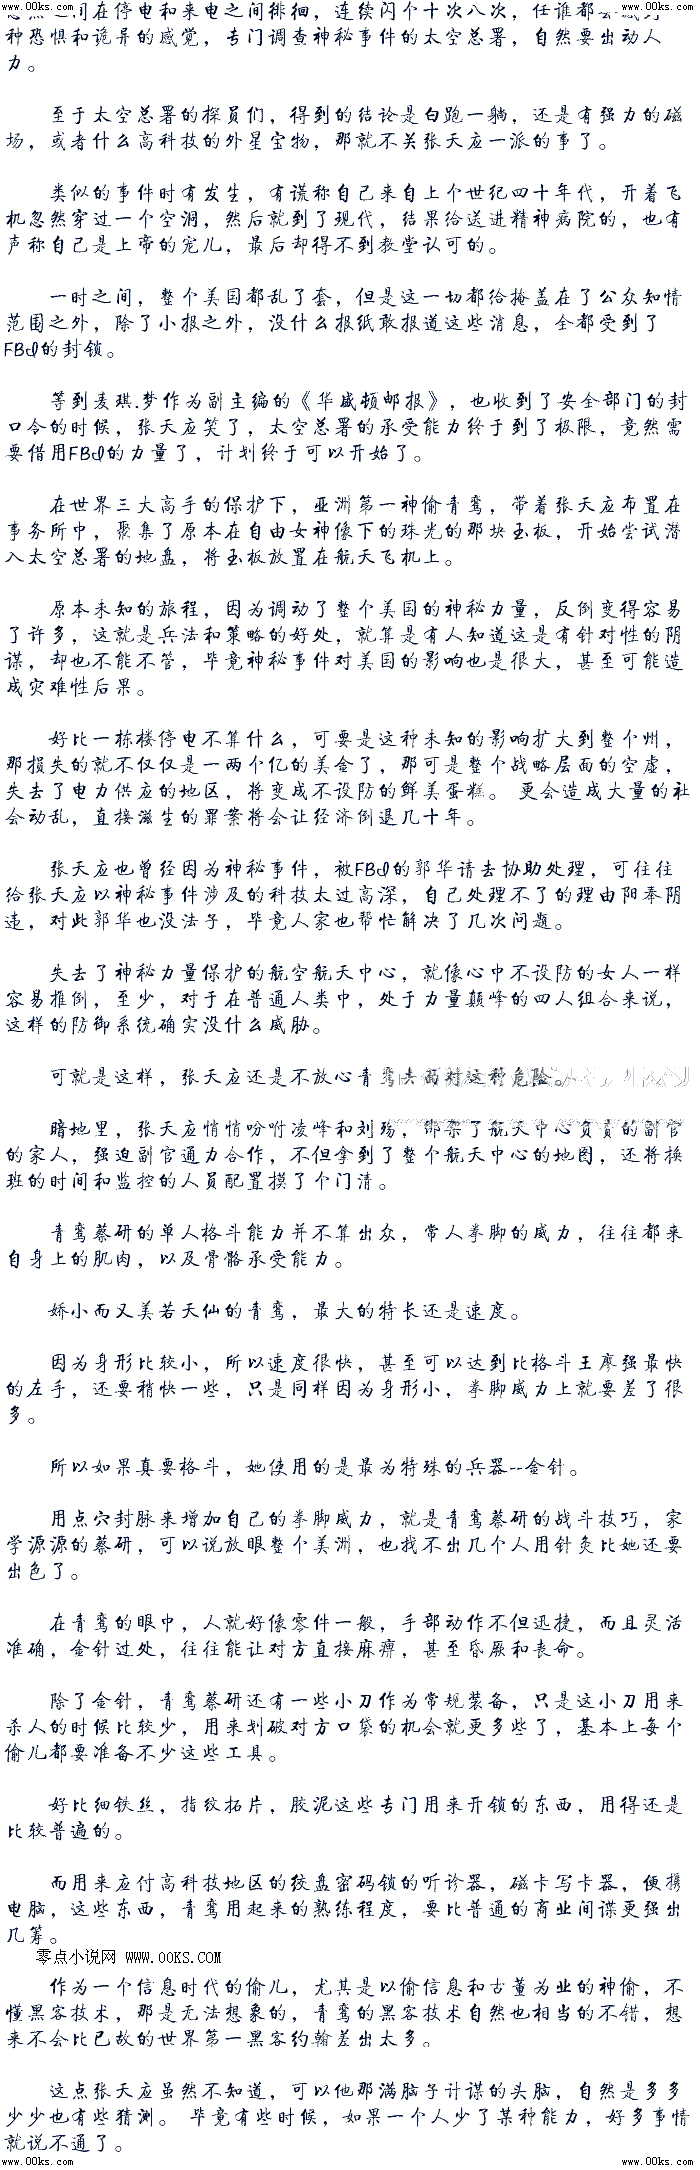 www.00ks.com www.00ks.com
之间在停电和来电之间徘徊，连续闪个十次八次，任谁都
种恐惧和诡异的感觉，专门调查神秘事件的太空总署，自然要出动人
力。
至于太空总署的探员们，得到的结论是白跑一躺，还是有强力的磁
场，或者什么高科技的外星宝物，那就不关张天应一派的事了。
类似的事件时有发生，有谎称自己来自上个世纪四十年代，开着飞
机忽然穿过一个空洞，然后就到了现代，结果给送进精神病院的，也有
声称自己是上帝的宠儿，最后却得不到教堂认可的。
一时之间，整个美国都乱了套，但是这一切都给掩盖在了公众知情
范围之外，除了小报之外，没什么报纸敢报道这些消息，全都受到了
FBI的封锁。
等到麦琪.梦作为副主编的《华威顿邮报》，也收到了安全部门的封
口令的时候，张天应笑了，太空总署的承受能力终于到了极限，竟然需
要借用FBI的力量了，计划终于可以开始了。
在世界三大高手的保护下，亚洲第一神偷青鸾，带着张天应布置在
事务所中，聚集了原本在自由女神像下的珠光的那块玉板，开始尝试潜
入太空总署的地盘，将玉板放置在航天飞机上。
原本未知的旅程，因为调动了整个美国的神秘力量，反倒变得容易
了许多，这就是兵法和策略的好处，就算是有人知道这是有针对性的阴
谋，却也不能不管，毕竟神秘事件对美国的影响也是很大，甚至可能造
成灾难性后果。
好比一栋楼停电不算什么，可要是这种未知的影响扩大到整个州，
那损失的就不仅仅是一两个亿的美金了，那可是整个战略层面的空虚，
失去了电力供应的地区，将变成不设防的鲜美蛋糕。 更会造成大量的社
会动乱，直接滋生的罪案将会让经济倒退几十年。
张天应也曾经因为神秘事件，被FBI的郭华请去协助处理，可往往
给张天应以神秘事件涉及的科技太过高深，自己处理不了的理由阳奉阴
违，对此郭华也没法子，毕竟人家也帮忙解决了几次问题。
失去了神秘力量保护的航空航天中心，就像心中不设防的女人一样
容易推倒，至少，对于在普通人类中，处于力量颠峰的四人组合来说，
这样的防御系统确实没什么威胁。
可就是这样，张天应还是不放心青鸾去面对这种危险。
暗地里，张天应悄悄吩咐凌峰和刘殇，绑架了航天中心负责的副官
的家人，强迫副官通力合作，不但拿到了整个航天中心的地图，还将换
班的时间和监控的人员配置摸了个门清。
青鸾蔡研的单人格斗能力并不算出众，常人拳脚的威力，往往都来
自身上的肌肉，以及骨骼承受能力。
娇小而又美若天仙的青鸾，最大的特长还是速度。
因为身形比较小，所以速度很快，甚至可以达到比格斗王廖强最快
的左手，还要稍快一些，只是同样因为身形小，拳脚威力上就要差了很
多。
所以如果真要格斗，她使用的是最为特殊的兵器--金针。
用点穴封脉来增加自己的拳脚威力，就是青鸾蔡研的战斗技巧，家
学源源的蔡研，可以说放眼整个美洲，也找不出几个人用针灸比她还要
出色了。
在青鸾的眼中，人就好像零件一般，手部动作不但迅捷，而且灵活
准确，金针过处，往往能让对方直接麻痹，甚至昏厥和丧命。
除了金针，青鸾蔡研还有一些小刀作为常规装备，只是这小刀用来
杀人的时候比较少，用来划破对方口袋的机会就更多些了，基本上每个
偷儿都要准备不少这些工具。
好比细铁丝，指纹拓片，胶泥这些专门用来开锁的东西，用得还是
比较普遍的。
而用来应付高科技地区的绞盘密码锁的听诊器，磁卡写卡器，便携
电脑，这些东西，青鸾用起来的熟练程度，要比普通的商业间谍更强出
几筹。
零点小说网 www.00KS.com
作为一个信息时代的偷儿，尤其是以偷信息和古董为业的神偷，不
懂黑客技术，那是无法想象的，青鸾的黑客技术自然也相当的不错，想
来不会比已故的世界第一黑客约翰差出太多。
这点张天应虽然不知道，可以他那满脑子计谋的头脑，自然是多多
少少也有些猜测。 毕竟有些时候，如果一个人少了某种能力，好多事情
就说不通了。
www.00ks.com www.00ks.com